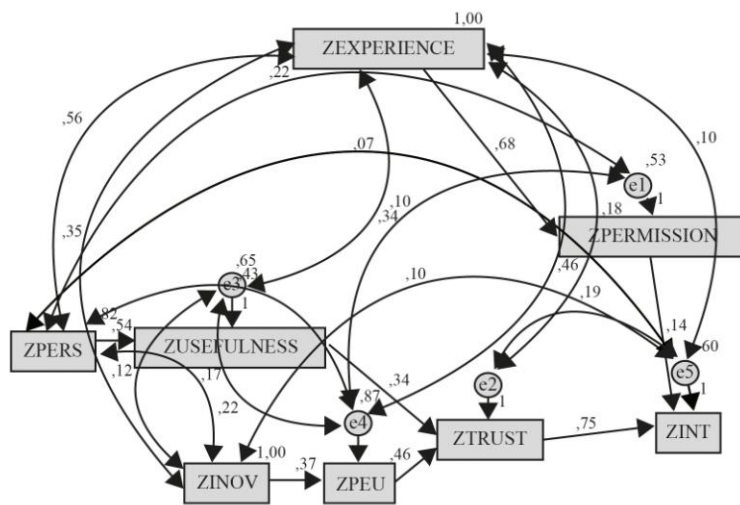 1,00
ZEXPERIENCE
,22
,56
,07
,68
,10
,53
e1
1
,10
,34
,18
ZPERMISSION
,35
,65
,43
e3
1
,10
,46
,19
,82
,54
ZPERS
ZUSEFULNESS
,14
,60
e5
1
,12
,17
,22
,34
e2
1
,87
e4
ZTRUST
,75
ZINT
1,00
ZINOV
,37
ZPEU
,46